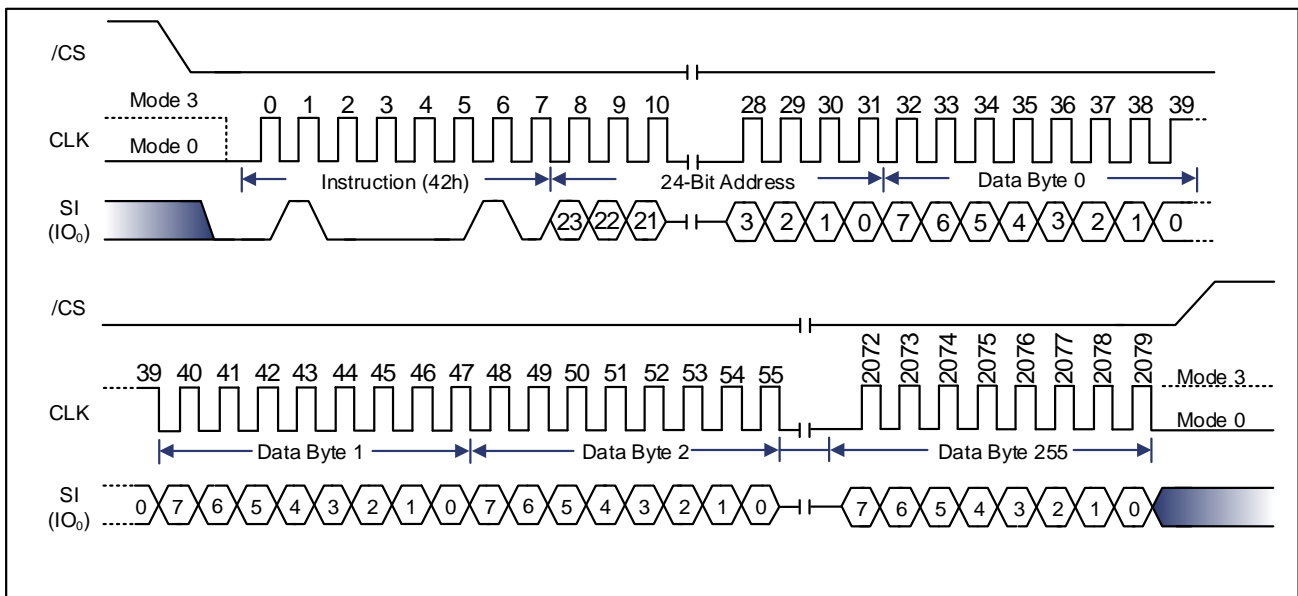 /CS
Mode 3 0 1 2 3 4 5 6 7 8 9 10 28 29 30 31 32 33 34 35 36 37 38 39
CLK Mode 0
Instruction (42h) 24-Bit Address Data Byte 0
SI
(IO₀) 23 22 21 3 2 1 0 7 6 5 4 3 2 1 0
/CS
39 40 41 42 43 44 45 46 47 48 49 50 51 52 53 54 55 2072 2073 2074 2075 2076 2077 2078 2079 Mode 3
CLK Mode 0
Data Byte 1 Data Byte 2 Data Byte 255
SI
(IO₀) 0 7 6 5 4 3 2 1 0 7 6 5 4 3 2 1 0 7 6 5 4 3 2 1 0